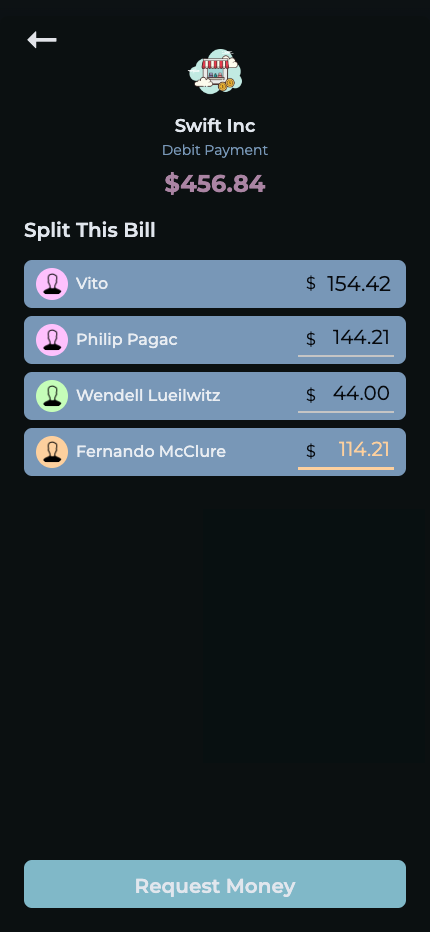 Swift Inc
Debit Payment
$456.84
Split This Bill
Vito $ 154.42
Philip Pagac $ 144.21
Wendell Lueilwitz $ 44.00
Fernando McClure $ 114.21
Request Money